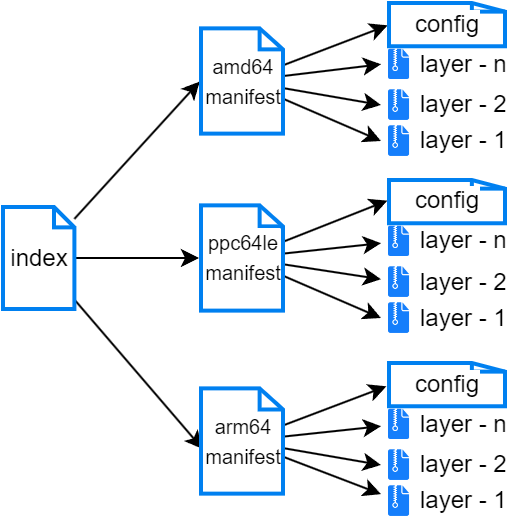 index
amd64
manifest
config
layer - n
layer - 2
layer - 1
ppc64le
manifest
config
layer - n
layer - 2
layer - 1
arm64
manifest
config
layer - n
layer - 2
layer - 1